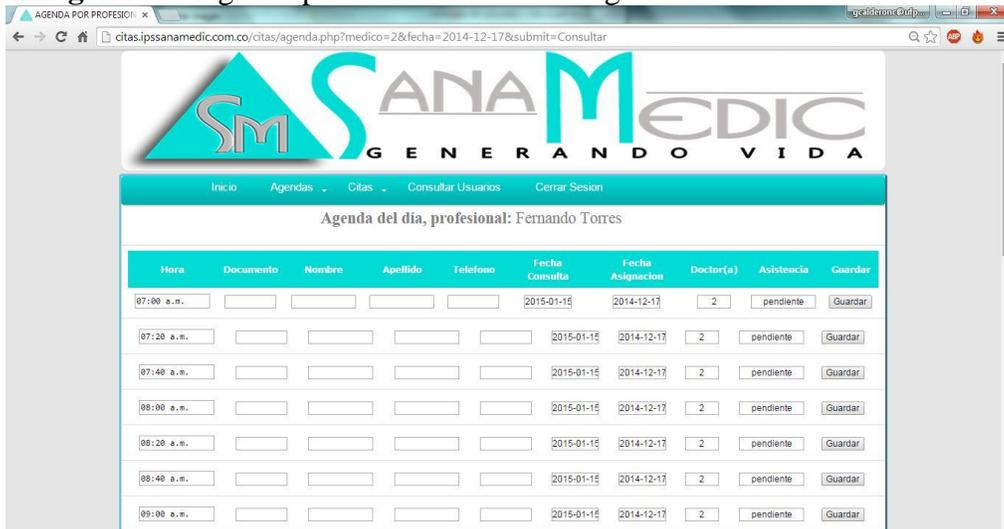 AGENDA POR PROFESION
citas.ipssanamedic.com.co/citas/agenda.php?medico=2&fecha=2014-12-17&submit=Consultar
ABP
SM SANA MEDIC
GENERANDO VIDA
Inicio Agendas Citas Consultar Usuarios Cerrar Sesion
Agenda del día, profesional: Fernando Torres
Hora Documento Nombre Apellido Telefono Fecha Consulta Fecha Asignacion Doctor(a) Asistencia Guardar
07:00 a.m. 2015-01-15 2014-12-17 2 pendiente Guardar
07:20 a.m. 2015-01-15 2014-12-17 2 pendiente Guardar
07:40 a.m. 2015-01-15 2014-12-17 2 pendiente Guardar
08:00 a.m. 2015-01-15 2014-12-17 2 pendiente Guardar
08:20 a.m. 2015-01-15 2014-12-17 2 pendiente Guardar
08:40 a.m. 2015-01-15 2014-12-17 2 pendiente Guardar
09:00 a.m. 2015-01-15 2014-12-17 2 pendiente Guardar